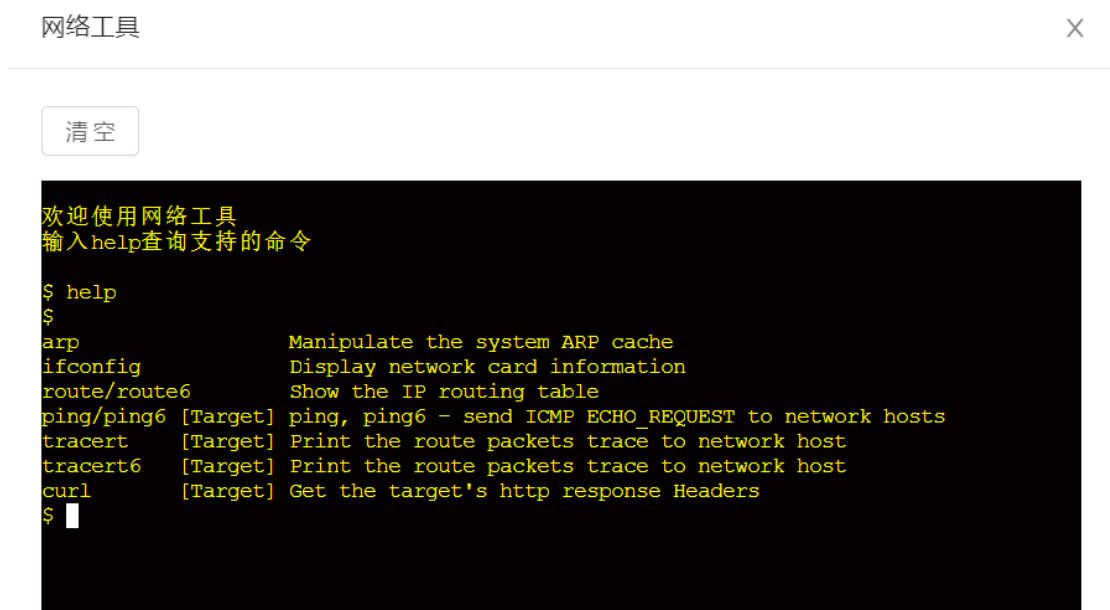 网络工具
清空
欢迎使用网络工具
输入help查询支持的命令
$ help
$
arp Manipulate the system ARP cache
ifconfig Display network card information
route/route6 Show the IP routing table
ping/ping6 [Target] ping, ping6 - send ICMP ECHO_REQUEST to network hosts
tracert [Target] Print the route packets trace to network host
tracert6 [Target] Print the route packets trace to network host
curl [Target] Get the target's http response Headers
$